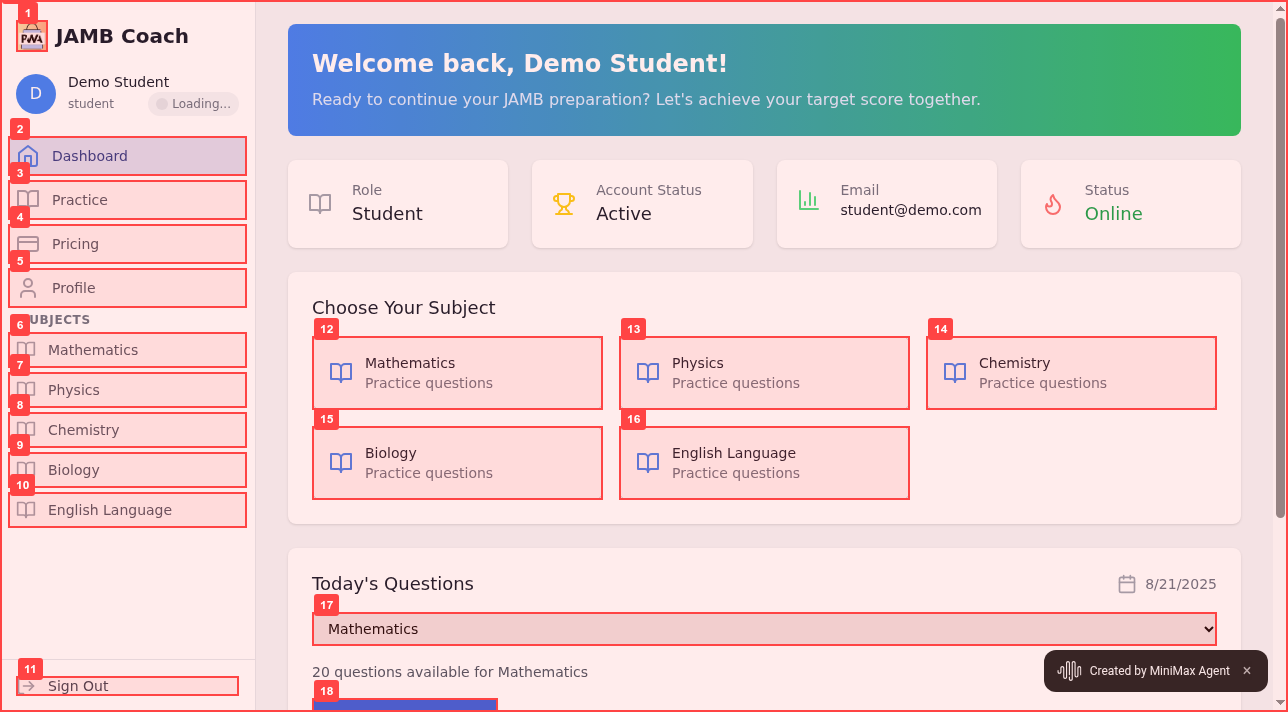 1
PWA
JAMB Coach
D
Demo Student
student
Loading...
2
Dashboard
3
Practice
4
Pricing
5
Profile
6
UBJECTS
Mathematics
7
Physics
8
Chemistry
9
Biology
10
English Language
11
Sign Out
Welcome back, Demo Student!
Ready to continue your JAMB preparation? Let's achieve your target score together.
Role
Student
Account Status
Active
Email
student@demo.com
Status
Online
Choose Your Subject
12
Mathematics
Practice questions
13
Physics
Practice questions
14
Chemistry
Practice questions
15
Biology
Practice questions
16
English Language
Practice questions
Today's Questions
8/21/2025
17
Mathematics
20 questions available for Mathematics
18
Created by MiniMax Agent ×